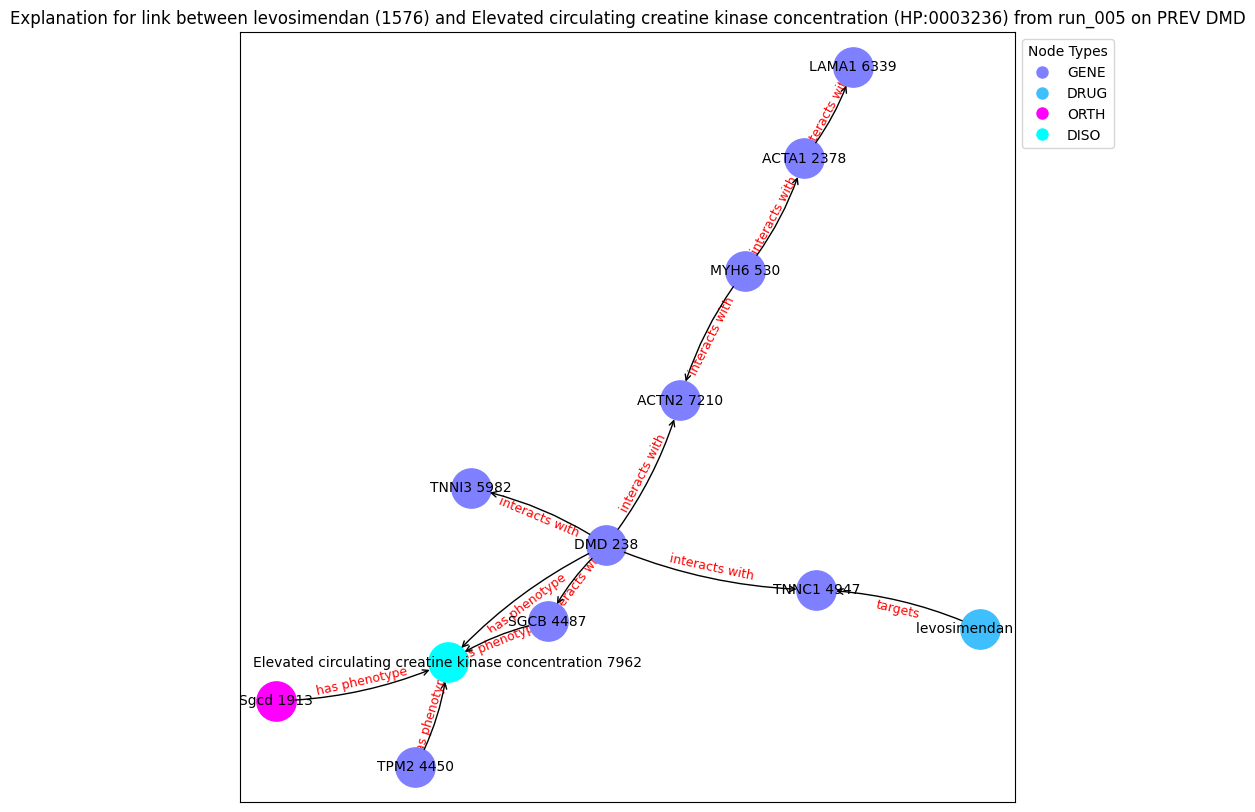 Explanation for link between levosimendan (1576) and Elevated circulating creatine kinase concentration (HP:0003236) from run_005 on PREV DMD
Node Types
GENE
DRUG
ORTH
DISO
LAMA1 6339
interacts with
ACTA1 2378
interacts with
MYH6 530
interacts with
ACTN2 7210
interacts with
TNNI3 5982
interacts with
DMD 238
interacts with
TNNC1 4947
targets
levosimendan
interacts with
has phenotype
SGCB 4487
has phenotype
Elevated circulating creatine kinase concentration 7962
has phenotype
Sgcd 1913
has phenotype
TPM2 4450